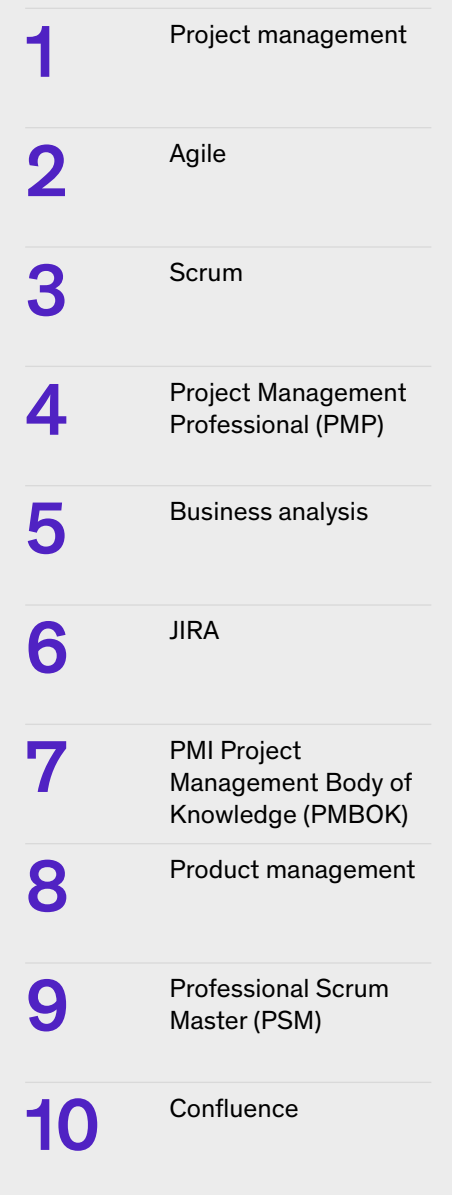 1
Project management
2
Agile
3
Scrum
4
Project Management
Professional (PMP)
5
Business analysis
6
JIRA
7
PMI Project
Management Body of
Knowledge (PMBOK)
8
Product management
9
Professional Scrum
Master (PSM)
10
Confluence